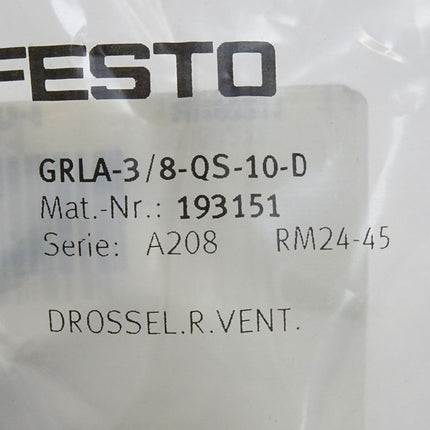 FESTO
GRLA-3/8-QS-10-D
Mat.-Nr.: 193151
Serie: A208 RM24-45
DROSSEL.R.VENT.